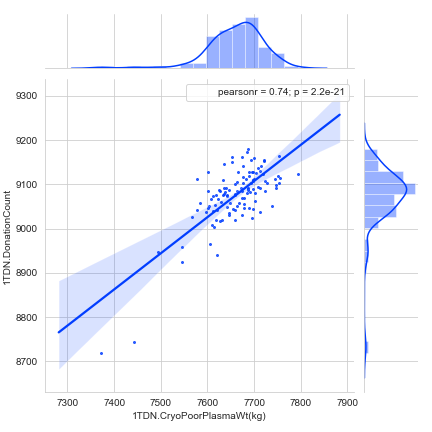 pearsonr = 0.74; p = 2.2e-21
9300
9200
9100
9000
8900
8800
8700
1TDN.DonationCount
7300 7400 7500 7600 7700 7800 7900
1TDN.CryoPoorPlasmaWt(kg)